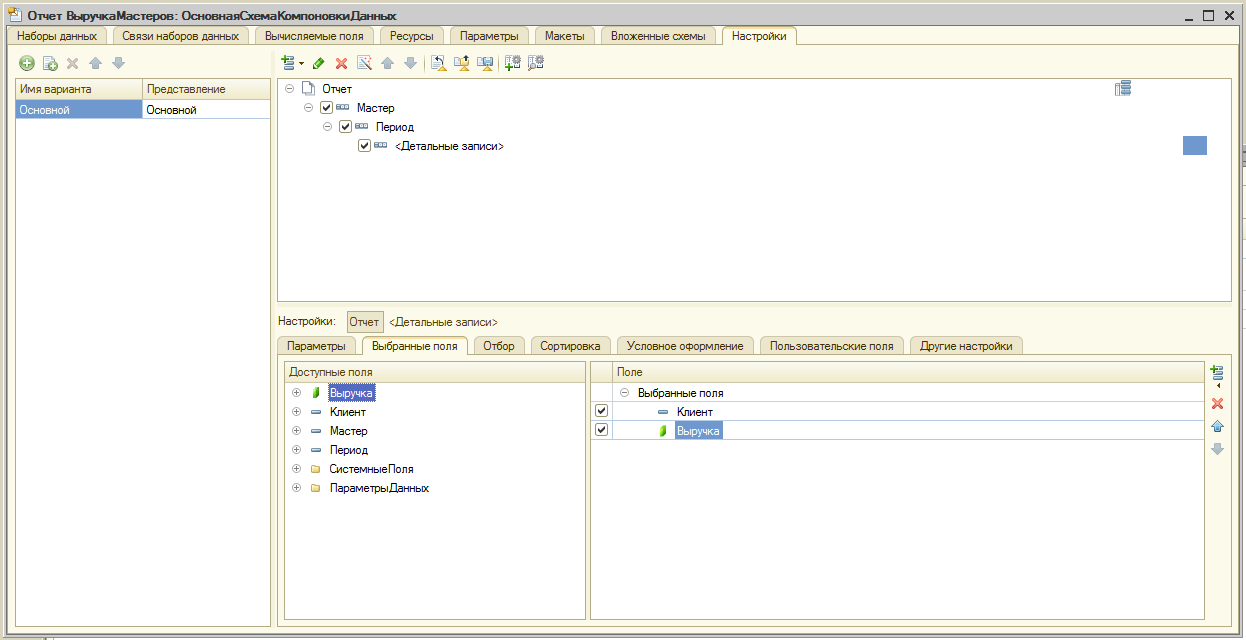 Отчет ВыручкаМастеров: ОсновнаяСхемаКомпоновкиДанных
Наборы данных Связи наборов данных Вычисляемые поля Ресурсы Параметры Макеты Вложенные схемы Настройки
Имя варианта Представление
Основной Основной
Отчет
Мастер
Период
<Детальные записи>
Настройки: Отчет <Детальные записи>
Параметры Выбранные поля Отбор Сортировка Условное оформление Пользовательские поля Другие настройки
Доступные поля
Выручка
Клиент
Мастер
Период
СистемныеПоля
ПараметрыДанных
Поле
Выбранные поля
Клиент
Выручка